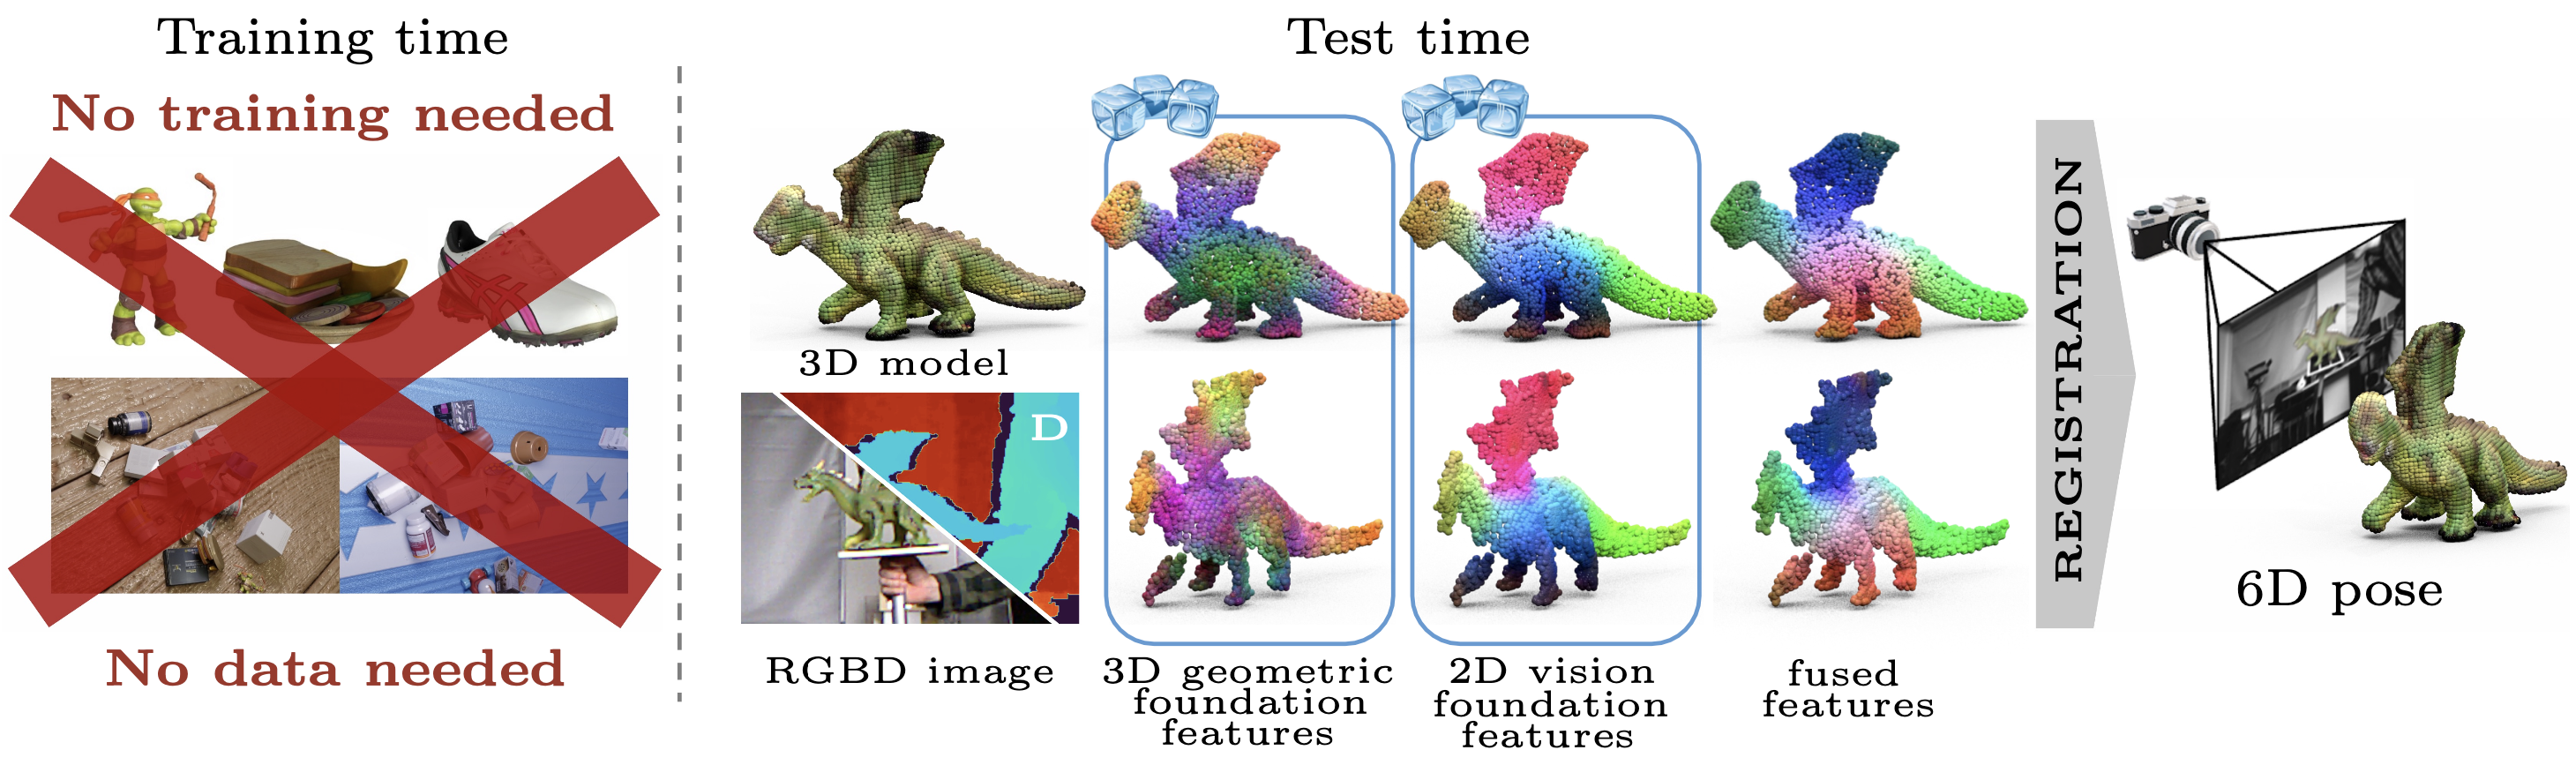 Training time
No training needed
No data needed
Test time
3D model
D
RGBD image
3D geometric
foundation
features
2D vision
foundation
features
fused
features
REGISTRATION
6D pose